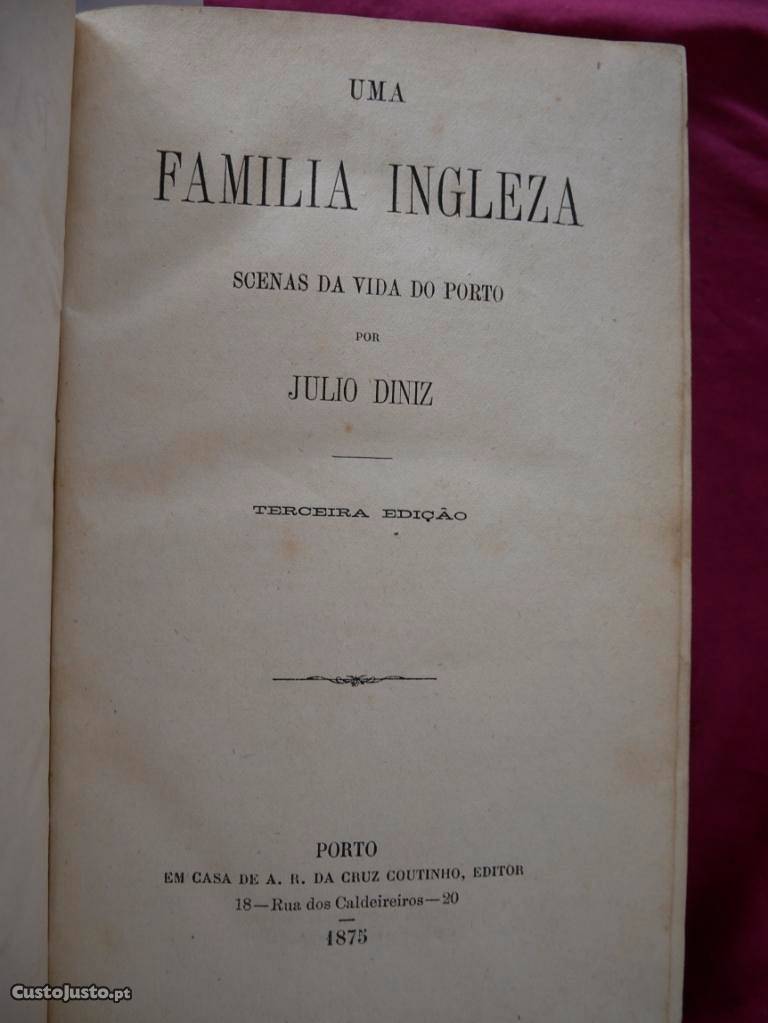 UMA
FAMILIA INGLEZA
SCENAS DA VIDA DO PORTO
POR
JULIO DINIZ
TERCEIRA EDIÇÃO
PORTO
EM CASA DE A. R. DA CRUZ COUTINHO, EDITOR
18—Rua dos Caldeireiros—20
1875
CustoJusto.pt